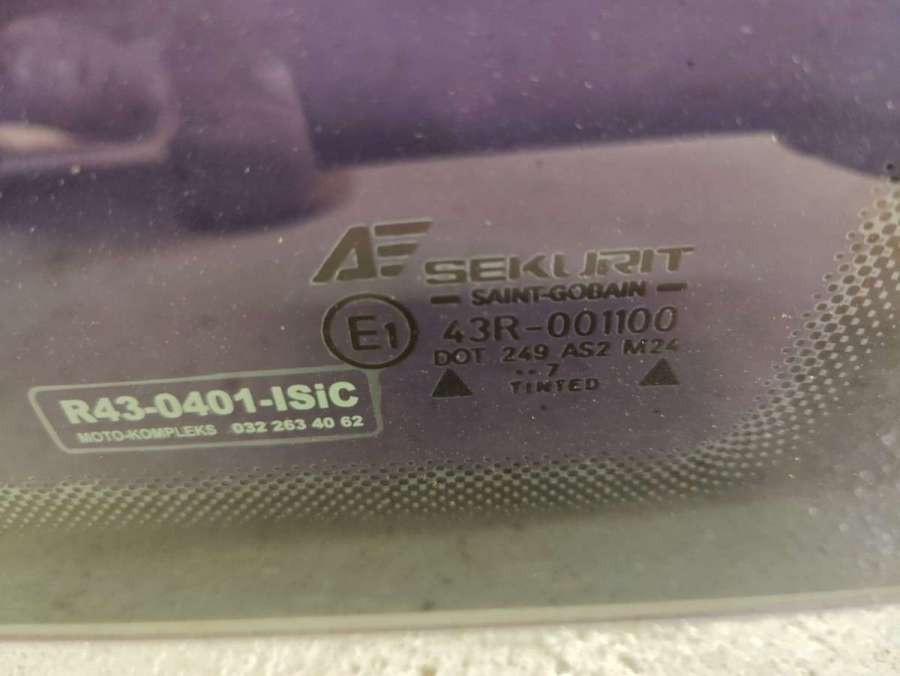 AE SEKURIT
SAINT-GOBAIN
E1 43R-001100
DOT 249 AS2 M24
.. 7
TINTED
R43-0401-ISiC
MOTO-KOMPLEKS 032 263 40 62